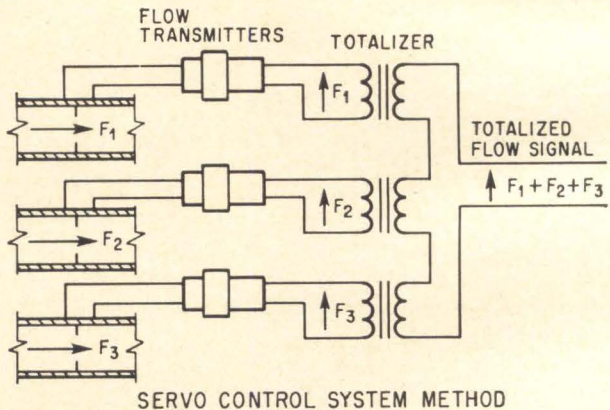 FLOW
TRANSMITTERS
TOTALIZER
F₁
F₁
TOTALIZED
FLOW SIGNAL
F₁+F₂+F₃
F₂
F₂
F₃
F₃
SERVO CONTROL SYSTEM METHOD